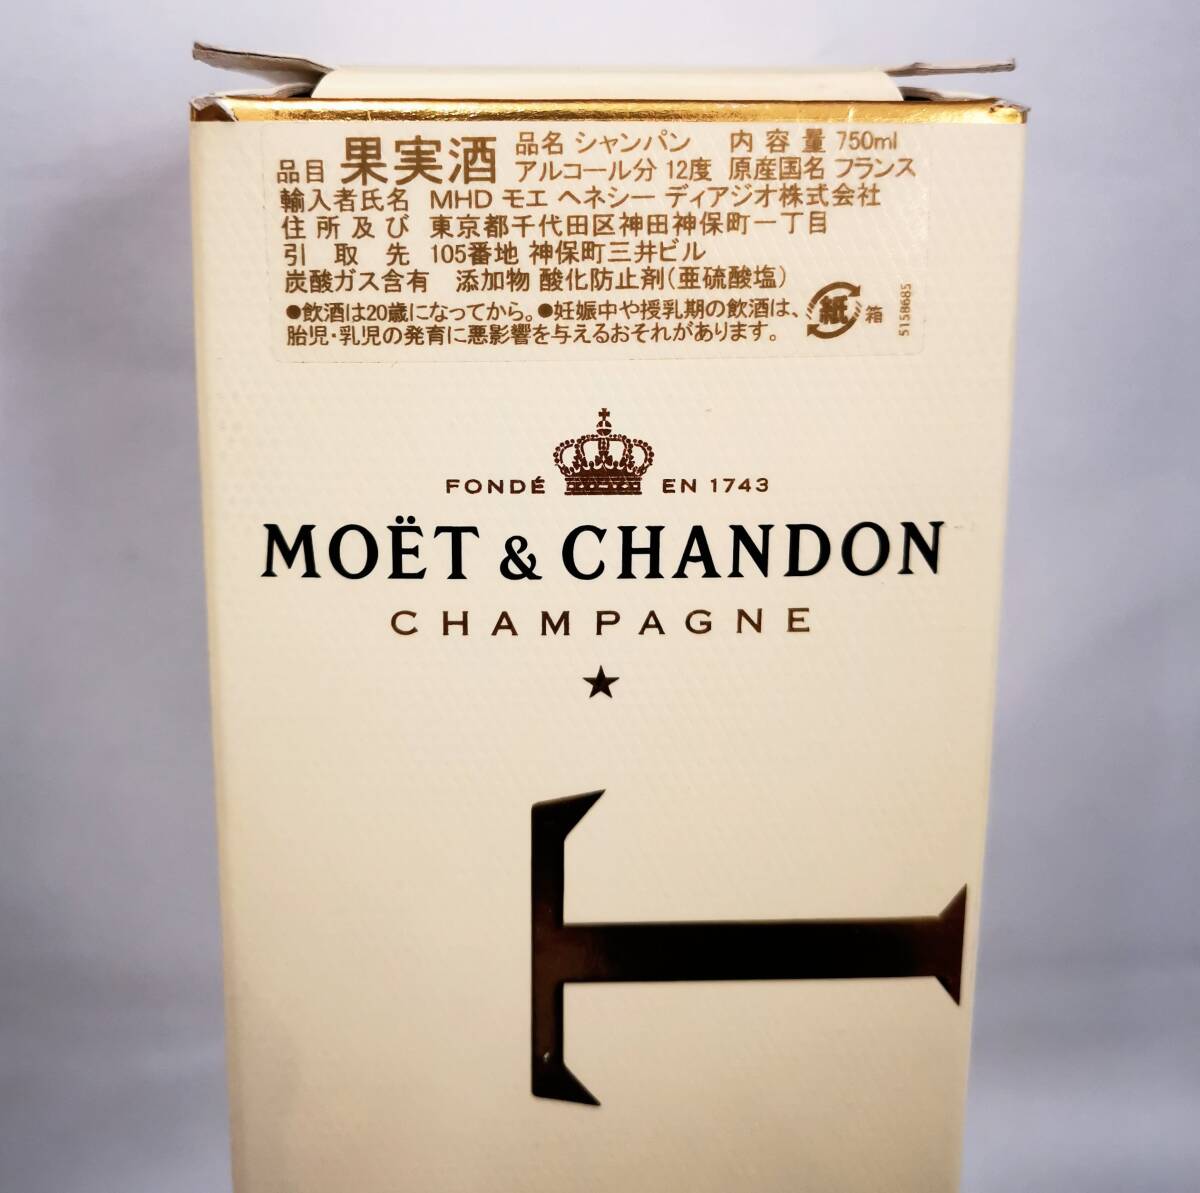 品目 果実酒 品名 シャンパン 内容量 750ml
アルコール分 12度 原産国名 フランス
輸入者氏名 MHD モエ ヘネシー ディアジオ株式会社
住所及び 東京都千代田区神田神保町一丁目
引取先 105番地 神保町三井ビル
炭酸ガス含有 添加物 酸化防止剤(亜硫酸塩)
●飲酒は20歳になってから。●妊娠中や授乳期の飲酒は、
胎児・乳児の発育に悪影響を与えるおそれがあります。
紙 箱
5158685
FONDÉ EN 1743
MOËT & CHANDON
CHAMPAGNE
T